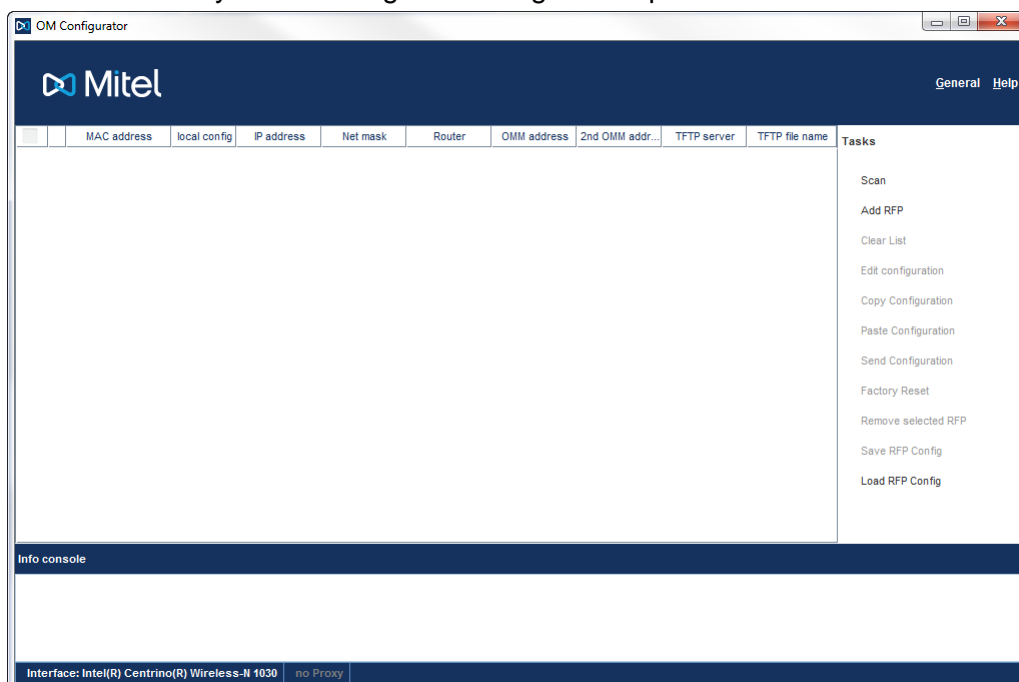 OM Configurator
Mitel
General Help
MAC address local config IP address Net mask Router OMM address 2nd OMM addr... TFTP server TFTP file name
Tasks
Scan
Add RFP
Clear List
Edit configuration
Copy Configuration
Paste Configuration
Send Configuration
Factory Reset
Remove selected RFP
Save RFP Config
Load RFP Config
Info console
Interface: Intel(R) Centrino(R) Wireless-N 1030 no Proxy